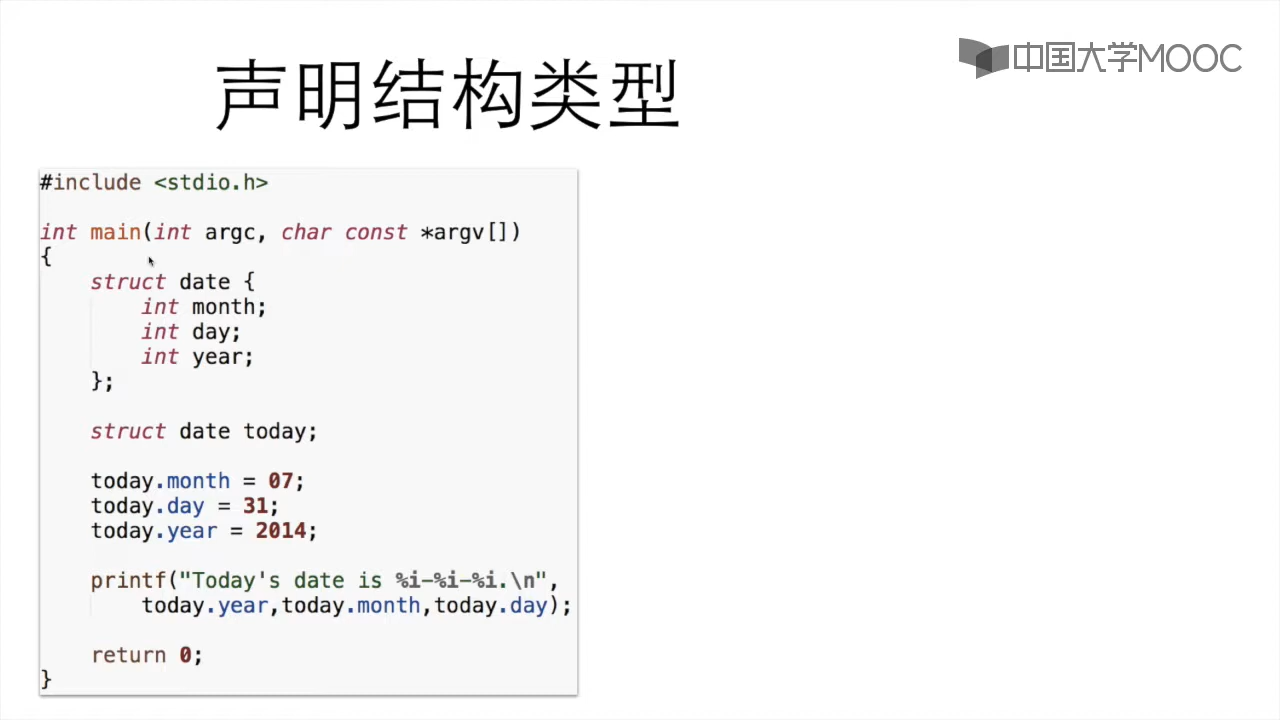 中国大学MOOC
声明结构类型
#include <stdio.h>
int main(int argc, char const *argv[])
{
struct date {
int month;
int day;
int year;
};
struct date today;
today.month = 07;
today.day = 31;
today.year = 2014;
printf("Today's date is %i-%i-%i.\n",
today.year,today.month,today.day);
return 0;
}